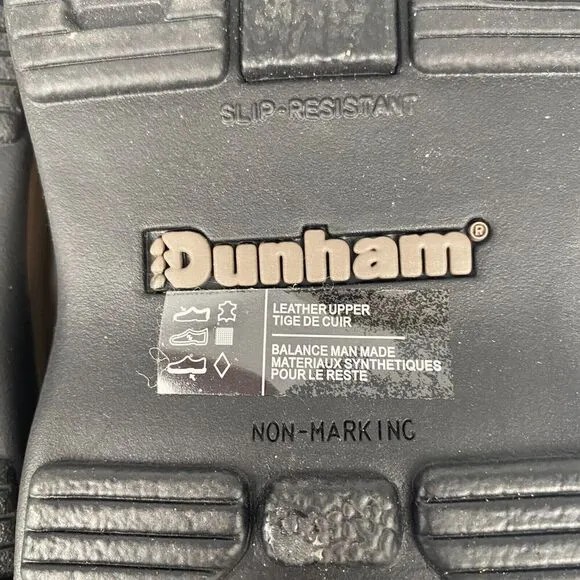 SLIP-RESISTANT
Dunham®
LEATHER UPPER
TIGE DE CUIR
BALANCE MAN MADE
MATERIAUX SYNTHETIQUES
POUR LE RESTE
NON-MARKING